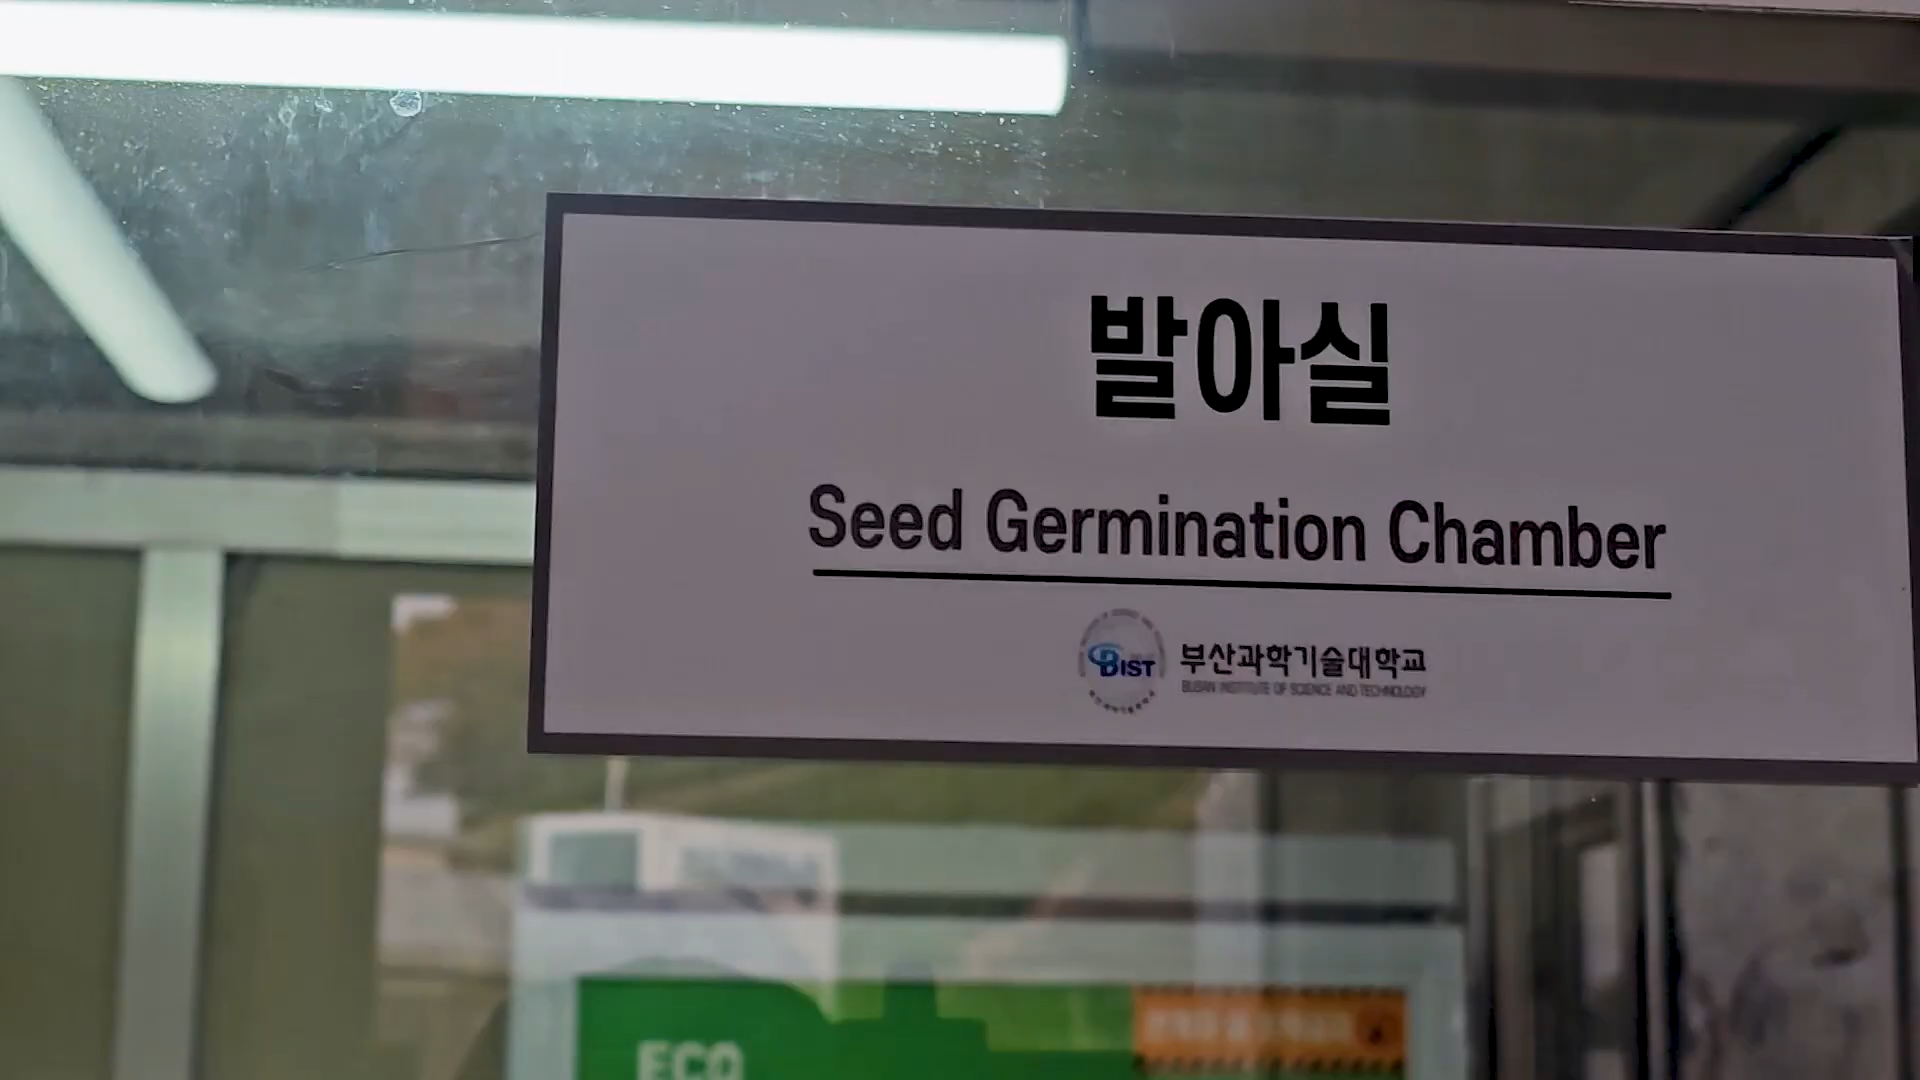 발아실
Seed Germination Chamber
BIST
부산과학기술대학교
BUSAN INSTITUTE OF SCIENCE AND TECHNOLOGY
ECO